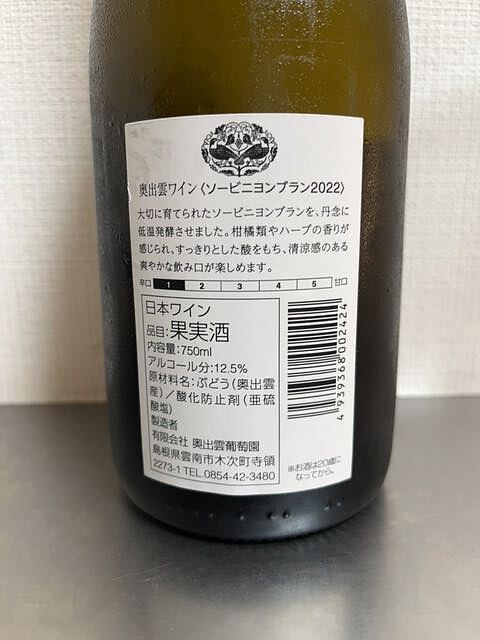 奥出雲ワイン〈ソービニヨンブラン2022〉
大切に育てられたソービニヨンブランを、丹念に
低温発酵させました。柑橘類やハーブの香りが
感じられ、すっきりとした酸をもち、清涼感のある
爽やかな飲み口が楽しめます。
辛口 1 2 3 4 5 甘口
日本ワイン
品目:果実酒
内容量:750ml
アルコール分:12.5%
原材料名:ぶどう(奥出雲
産)/酸化防止剤(亜硫
酸塩)
製造者
有限会社 奥出雲葡萄園
島根県雲南市木次町寺領
2273-1 TEL.0854-42-3480
4939368002424
※お酒は20歳に
なってから。